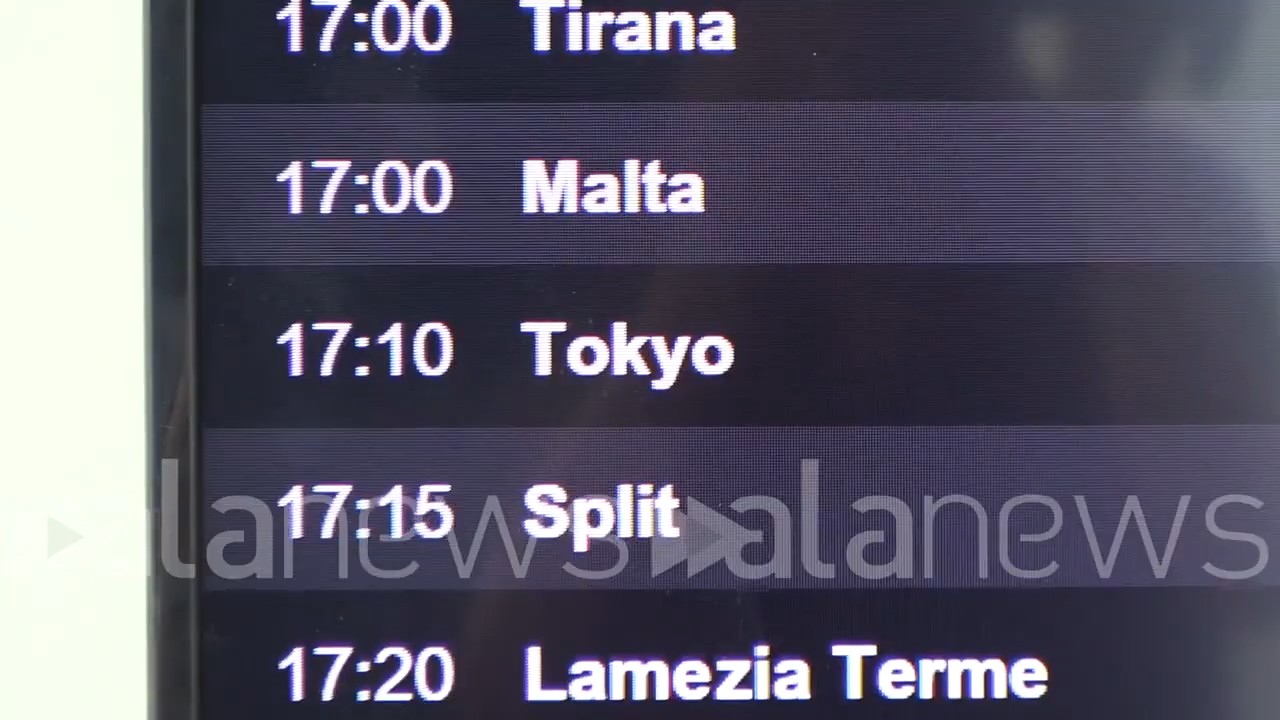 17:00 Tirana
17:00 Malta
17:10 Tokyo
17:15 Split
alanews alanews
17:20 Lamezia Terme